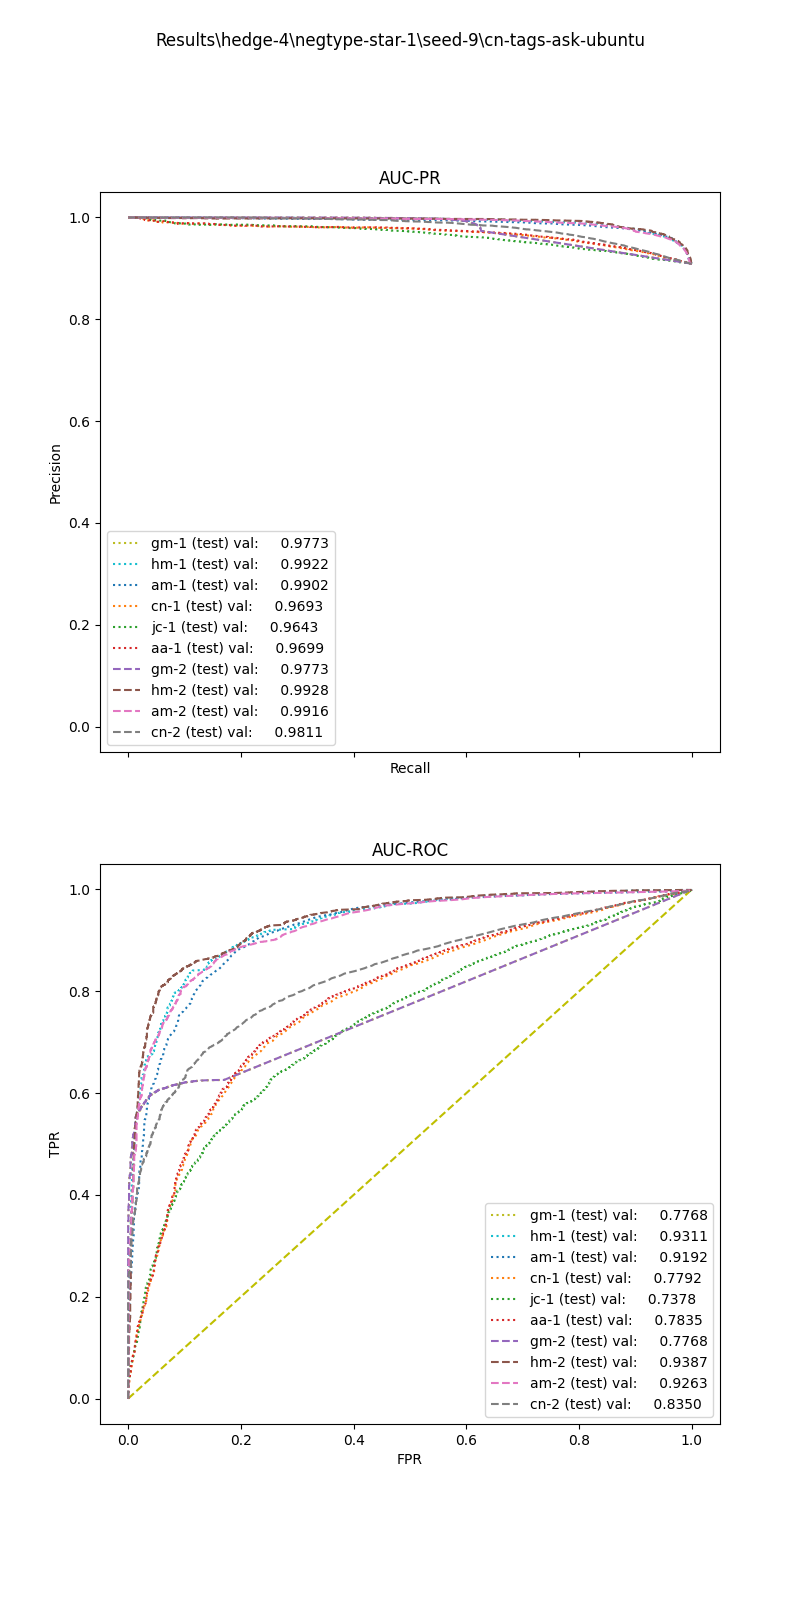 Results\hedge-4\negtype-star-1\seed-9\cn-tags-ask-ubuntu
AUC-PR
1.0
0.8
0.6
0.4
0.2
0.0
Precision
gm-1 (test) val: 0.9773
hm-1 (test) val: 0.9922
am-1 (test) val: 0.9902
cn-1 (test) val: 0.9693
jc-1 (test) val: 0.9643
aa-1 (test) val: 0.9699
gm-2 (test) val: 0.9773
hm-2 (test) val: 0.9928
am-2 (test) val: 0.9916
cn-2 (test) val: 0.9811
Recall
AUC-ROC
1.0
0.8
0.6
0.4
0.2
0.0
TPR
gm-1 (test) val: 0.7768
hm-1 (test) val: 0.9311
am-1 (test) val: 0.9192
cn-1 (test) val: 0.7792
jc-1 (test) val: 0.7378
aa-1 (test) val: 0.7835
gm-2 (test) val: 0.7768
hm-2 (test) val: 0.9387
am-2 (test) val: 0.9263
cn-2 (test) val: 0.8350
0.0 0.2 0.4 0.6 0.8 1.0
FPR